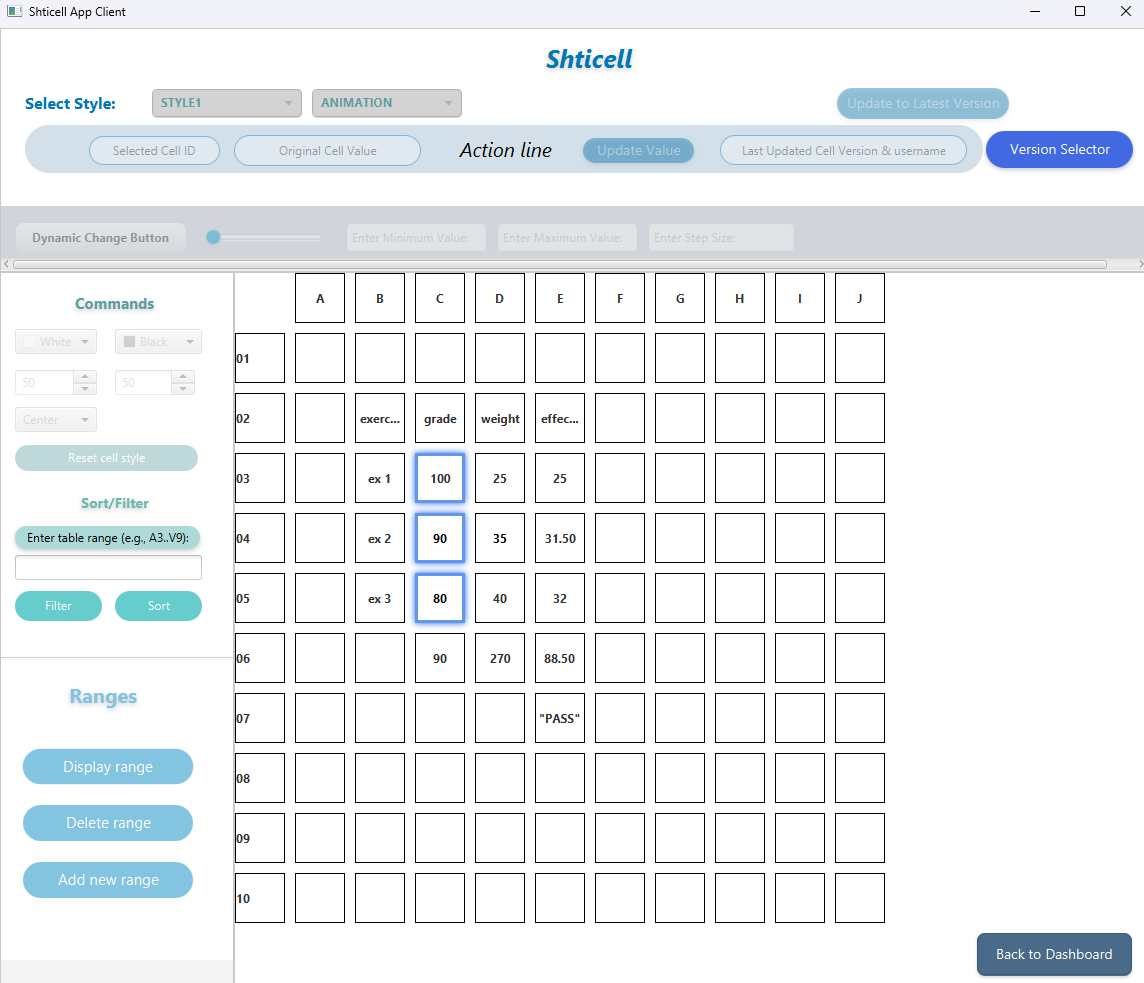 Shticell App Client
Shticell
Select Style: STYLE1 ANIMATION Update to Latest Version
Selected Cell ID Original Cell Value Action line Update Value Last Updated Cell Version & username Version Selector
Dynamic Change Button Enter Minimum Value: Enter Maximum Value: Enter Step Size:
Commands
White Black
50 50
Center
Reset cell style
Sort/Filter
Enter table range (e.g., A3..V9):
Filter Sort
Ranges
Display range
Delete range
Add new range
A B C D E F G H I J
01
02 exerc... grade weight effec...
03 ex 1 100 25 25
04 ex 2 90 35 31.50
05 ex 3 80 40 32
06 90 270 88.50
07 "PASS"
08
09
10
Back to Dashboard